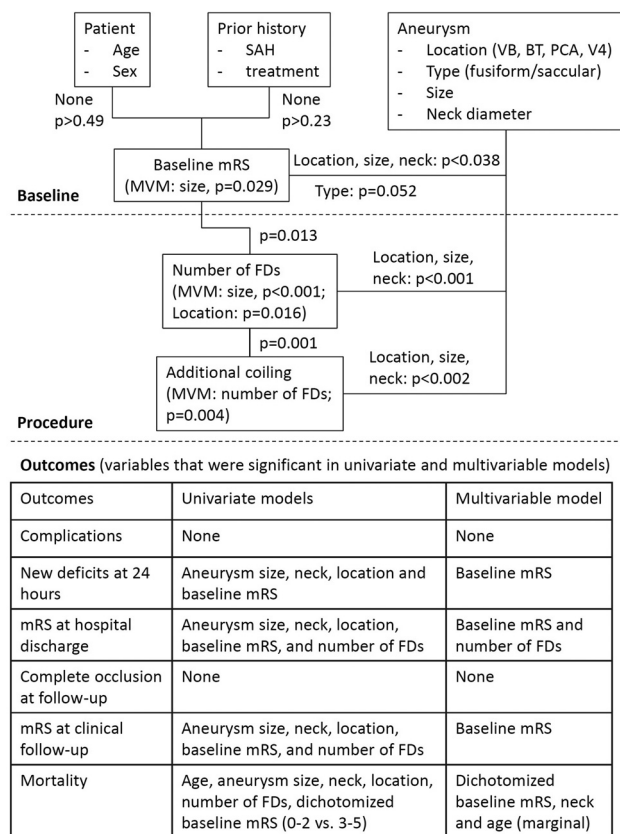 Patient
- Age
- Sex
Prior history
- SAH
- treatment
Aneurysm
- Location (VB, BT, PCA, V4)
- Type (fusiform/saccular)
- Size
- Neck diameter
None
p>0.49
None
p>0.23
Baseline mRS
(MVM: size, p=0.029)
Location, size, neck: p<0.038
Type: p=0.052
Baseline
p=0.013
Number of FDs
(MVM: size, p<0.001;
Location: p=0.016)
Location, size,
neck: p<0.001
p=0.001
Additional coiling
(MVM: number of FDs;
p=0.004)
Location, size,
neck: p<0.002
Procedure
Outcomes (variables that were significant in univariate and multivariable models)
Outcomes
Univariate models
Multivariable model
Complications
None
None
New deficits at 24
hours
Aneurysm size, neck, location and
baseline mRS
Baseline mRS
mRS at hospital
discharge
Aneurysm size, neck, location,
baseline mRS, and number of FDs
Baseline mRS and
number of FDs
Complete occlusion
at follow-up
None
None
mRS at clinical
follow-up
Aneurysm size, neck, location,
baseline mRS, and number of FDs
Baseline mRS
Mortality
Age, aneurysm size, neck, location,
number of FDs, dichotomized
baseline mRS (0-2 vs. 3-5)
Dichotomized
baseline mRS, neck
and age (marginal)